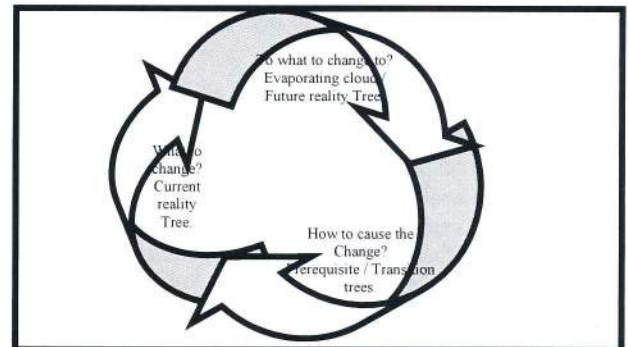 To what to change to?
Evaporating cloud /
Future reality Tree
What to
change?
Current
reality
Tree.
How to cause the
Change?
Prerequisite / Transition
trees